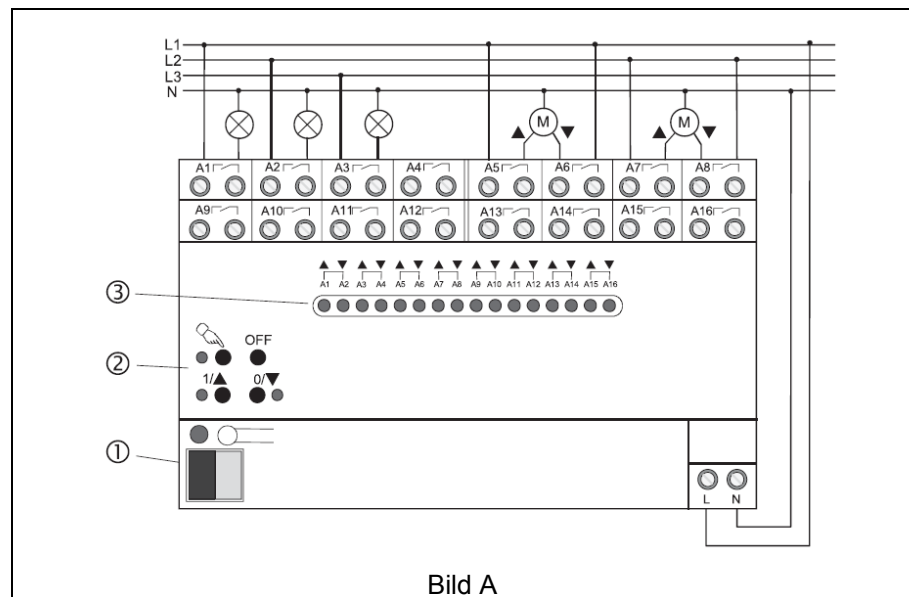 L1
L2
L3
N
M M
▲ ▼ ▲ ▼
A1 A2 A3 A4 A5 A6 A7 A8
A9 A10 A11 A12 A13 A14 A15 A16
▲ ▼ ▲ ▼ ▲ ▼ ▲ ▼ ▲ ▼ ▲ ▼ ▲ ▼ ▲ ▼
A1 A2 A3 A4 A5 A6 A7 A8 A9 A10 A11 A12 A13 A14 A15 A16
③
OFF
②
1/▲ 0/▼
①
L N
Bild A